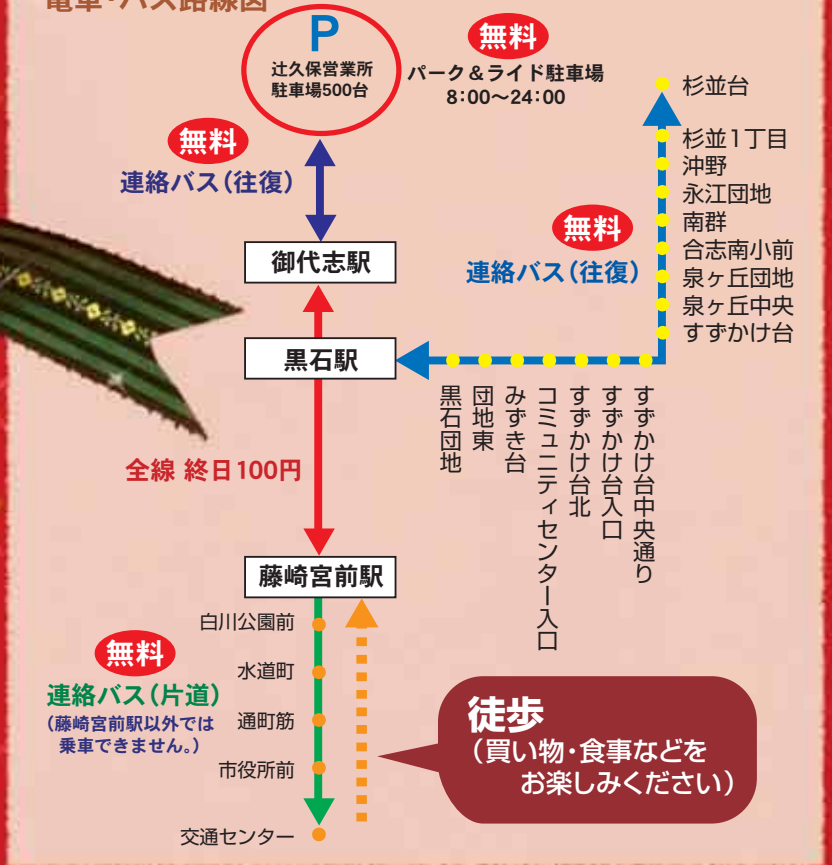 電車・バス路線図
P
辻久保営業所
駐車場500台
無料
パーク＆ライド駐車場
8:00〜24:00
無料
連絡バス（往復）
御代志駅
黒石駅
全線 終日100円
藤崎宮前駅
無料
連絡バス（往復）
杉並台
杉並1丁目
沖野
永江団地
南群
合志南小前
泉ヶ丘団地
泉ヶ丘中央
すずかけ台
すずかけ台中央通り
すずかけ台入口
すずかけ台北
コミュニティセンター入口
みずき台
団地東
黒石団地
無料
連絡バス（片道）
（藤崎宮前駅以外では
乗車できません。）
白川公園前
水道町
通町筋
市役所前
交通センター
徒歩
（買い物・食事などを
お楽しみください）